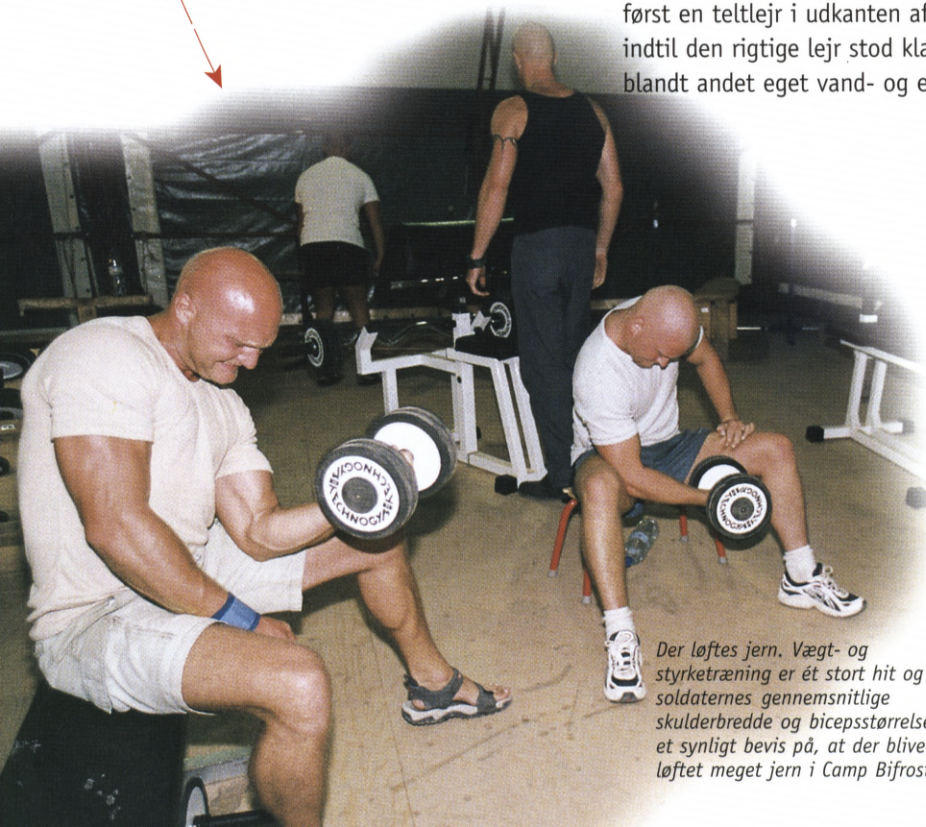 først en teltlejr i udkanten af
indtil den rigtige lejr stod kla
blandt andet eget vand- og e
TECHNOGYM
TECHNOGYM
Der løftes jern. Vægt- og
styrketræning er ét stort hit og
soldaternes gennemsnitlige
skulderbredde og bicepsstørrelse
et synligt bevis på, at der blive
løftet meget jern i Camp Bifrost